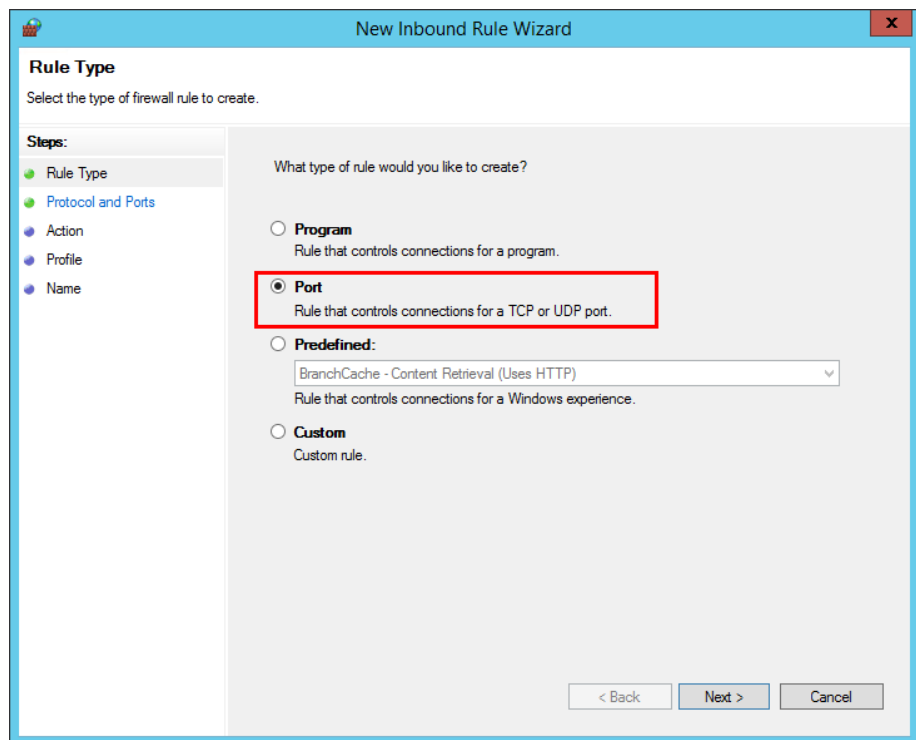 New Inbound Rule Wizard
x
Rule Type
Select the type of firewall rule to create.
Steps:
Rule Type
Protocol and Ports
Action
Profile
Name
What type of rule would you like to create?
Program
Rule that controls connections for a program.
Port
Rule that controls connections for a TCP or UDP port.
Predefined:
BranchCache - Content Retrieval (Uses HTTP)
Rule that controls connections for a Windows experience.
Custom
Custom rule.
< Back Next > Cancel